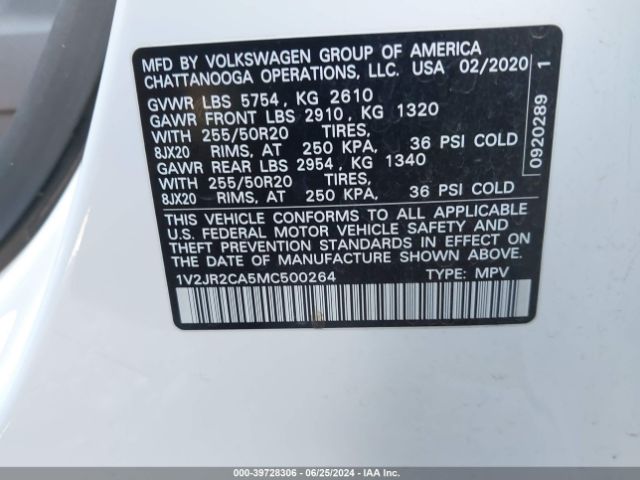 MFD BY VOLKSWAGEN GROUP OF AMERICA
CHATTANOOGA OPERATIONS, LLC. USA 02/2020
GVWR LBS 5754 , KG 2610
GAWR FRONT LBS 2910 , KG 1320
WITH 255/50R20 TIRES,
8JX20 RIMS, AT 250 KPA, 36 PSI COLD
GAWR REAR LBS 2954 , KG 1340
WITH 255/50R20 TIRES,
8JX20 RIMS, AT 250 KPA, 36 PSI COLD
THIS VEHICLE CONFORMS TO ALL APPLICABLE
U.S. FEDERAL MOTOR VEHICLE SAFETY AND
THEFT PREVENTION STANDARDS IN EFFECT ON
DATE OF MANUFACTURE SHOWN ABOVE.
1V2JR2CA5MC500264 TYPE: MPV
0920289 1
000-39728306 - 06/25/2024 - IAA Inc.